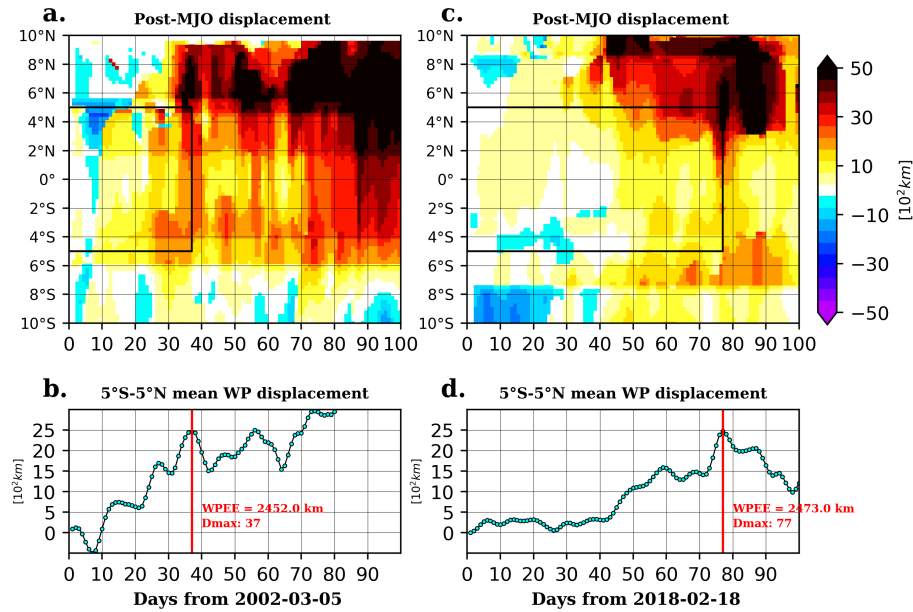 a.
Post-MJO displacement
10°N
8°N
6°N
4°N
2°N
0°
2°S
4°S
6°S
8°S
10°S
0 10 20 30 40 50 60 70 80 90 100
c.
Post-MJO displacement
10°N
8°N
6°N
4°N
2°N
0°
2°S
4°S
6°S
8°S
10°S
0 10 20 30 40 50 60 70 80 90 100
50
30
10
−10
−30
−50
[10²km]
b.
5°S-5°N mean WP displacement
25
20
15
10
5
0
[10²km]
WPEE = 2452.0 km
Dmax: 37
0 10 20 30 40 50 60 70 80 90
Days from 2002-03-05
d.
5°S-5°N mean WP displacement
25
20
15
10
5
0
[10²km]
WPEE = 2473.0 km
Dmax: 77
0 10 20 30 40 50 60 70 80 90
Days from 2018-02-18